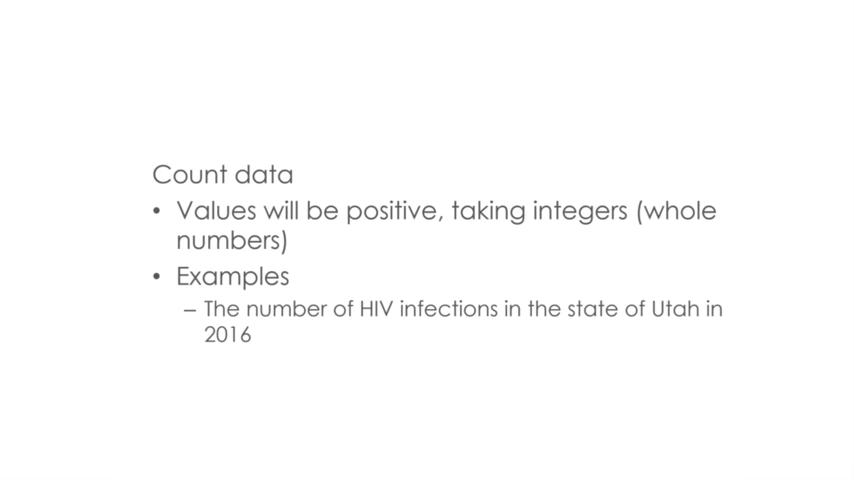 Count data
• Values will be positive, taking integers (whole
numbers)
• Examples
– The number of HIV infections in the state of Utah in
2016